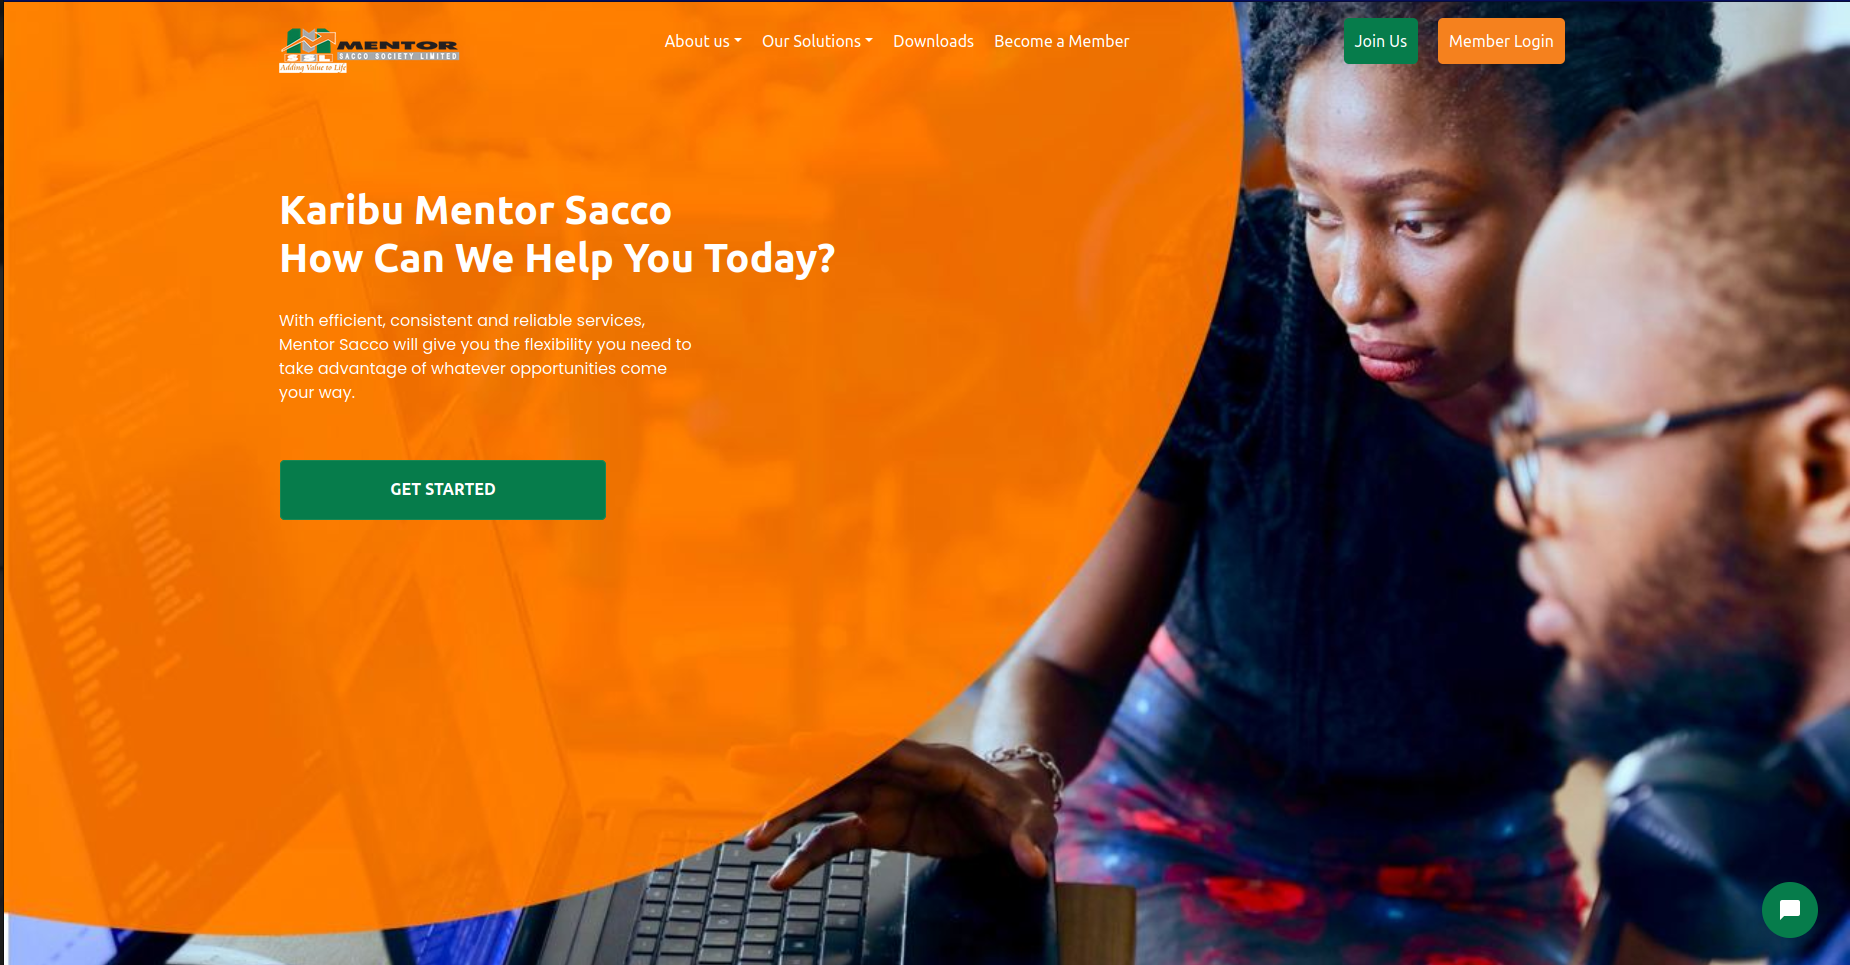 MENTOR
SACCO SOCIETY LIMITED
SSL
Adding Value to Life
About us
Our Solutions
Downloads
Become a Member
Join Us
Member Login
Karibu Mentor Sacco
How Can We Help You Today?
With efficient, consistent and reliable services,
Mentor Sacco will give you the flexibility you need to
take advantage of whatever opportunities come
your way.
GET STARTED